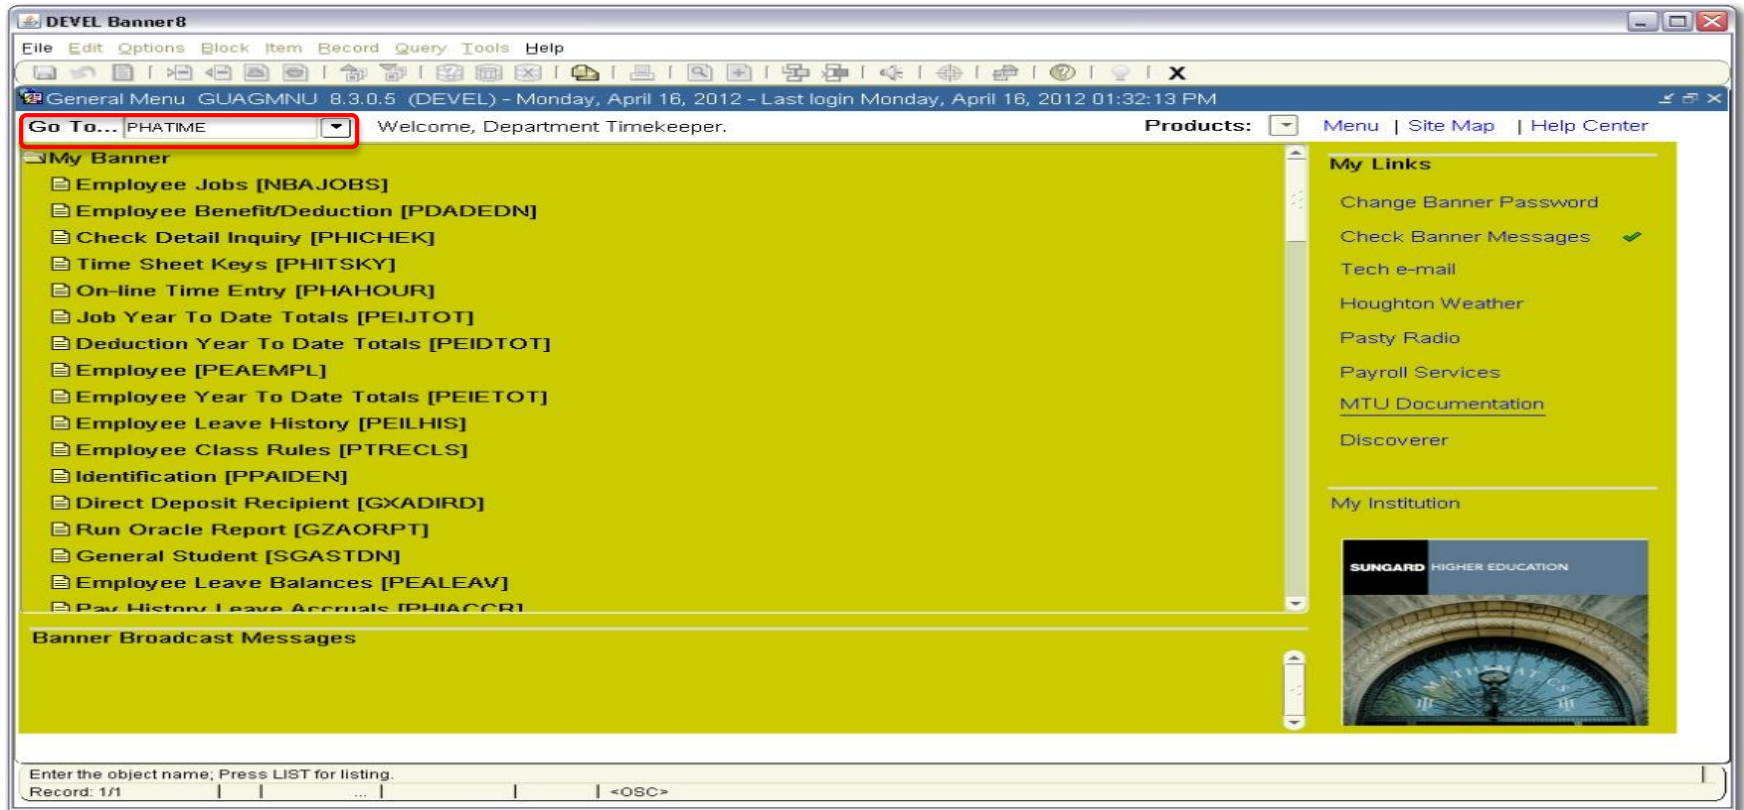 DEVEL Banner8
File Edit Options Block Item Record Query Tools Help
General Menu GUAGMNU 8.3.0.5 (DEVEL) - Monday, April 16, 2012 - Last login Monday, April 16, 2012 01:32:13 PM
Go To... PHATIME Welcome, Department Timekeeper. Products: Menu | Site Map | Help Center
My Banner
Employee Jobs [NBAJOBS]
Employee Benefit/Deduction [PDADEDN]
Check Detail Inquiry [PHICHEK]
Time Sheet Keys [PHITSKY]
On-line Time Entry [PHAHOUR]
Job Year To Date Totals [PEIJTOT]
Deduction Year To Date Totals [PEIDTOT]
Employee [PEAEMPL]
Employee Year To Date Totals [PEIETOT]
Employee Leave History [PEILHIS]
Employee Class Rules [PTRECLS]
Identification [PPAIDEN]
Direct Deposit Recipient [GXADIRD]
Run Oracle Report [GZAORPT]
General Student [SGASTDN]
Employee Leave Balances [PEALEAV]
Pay History Leave Accruals [PHIACCR]
My Links
Change Banner Password
Check Banner Messages
Tech e-mail
Houghton Weather
Pasty Radio
Payroll Services
MTU Documentation
Discoverer
My Institution
SUNGARD HIGHER EDUCATION
Banner Broadcast Messages
Enter the object name; Press LIST for listing.
Record: 1/1 ... <OSC>